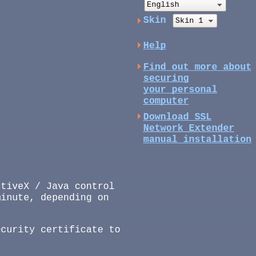 English
Skin Skin 1
Help
Find out more about
securing
your personal
computer
Download SSL
Network Extender
manual installation
tiveX / Java control
minute, depending on
curity certificate to